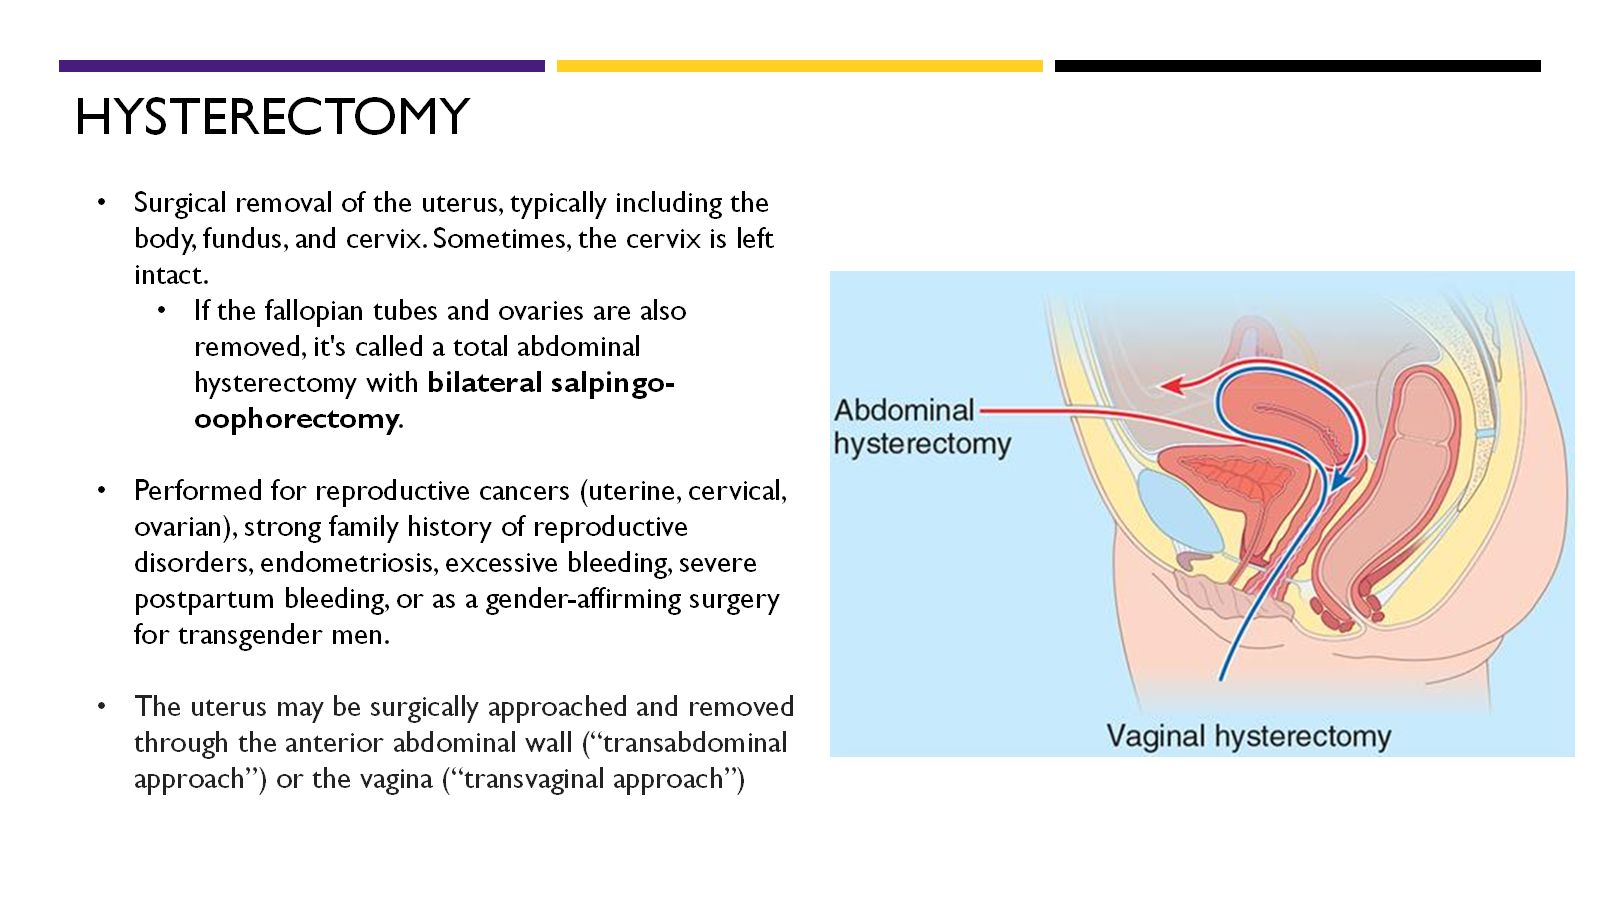 HYSTERECTOMY
• Surgical removal of the uterus, typically including the
body, fundus, and cervix. Sometimes, the cervix is left
intact.
• If the fallopian tubes and ovaries are also
removed, it's called a total abdominal
hysterectomy with bilateral salpingo-
oophorectomy.
• Performed for reproductive cancers (uterine, cervical,
ovarian), strong family history of reproductive
disorders, endometriosis, excessive bleeding, severe
postpartum bleeding, or as a gender-affirming surgery
for transgender men.
• The uterus may be surgically approached and removed
through the anterior abdominal wall (“transabdominal
approach”) or the vagina (“transvaginal approach”)
Abdominal
hysterectomy
Vaginal hysterectomy